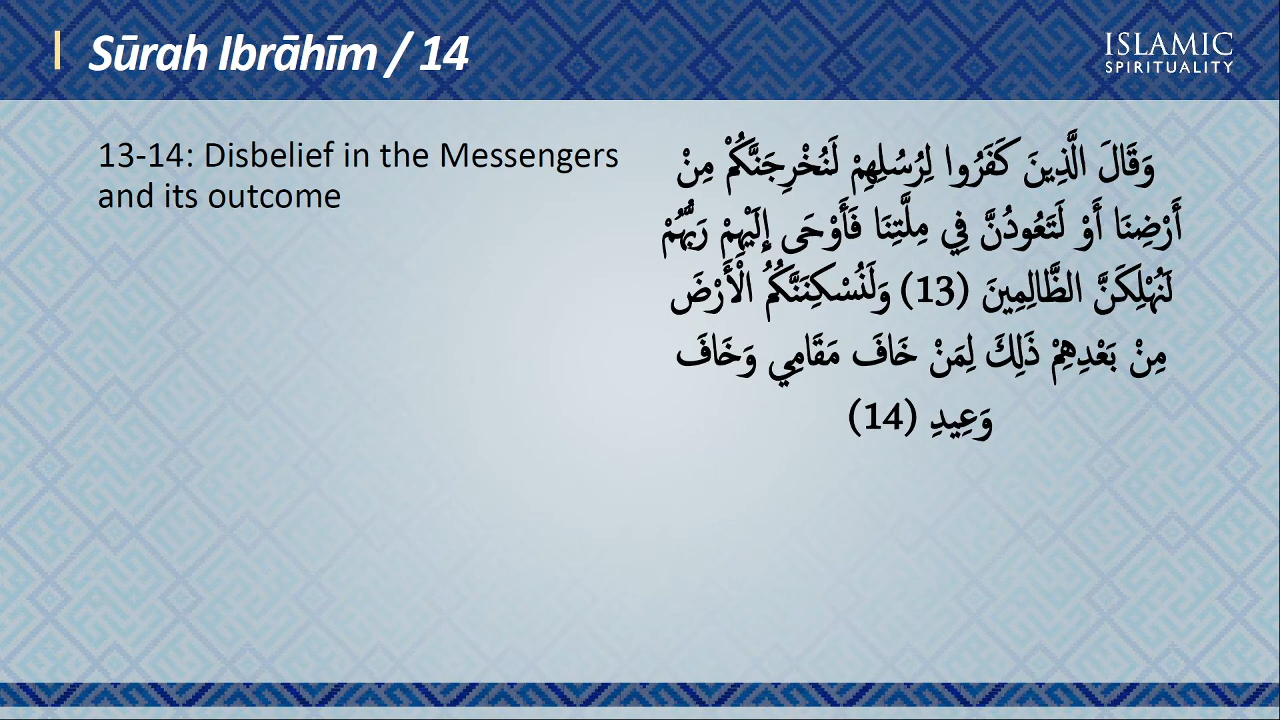 Sūrah Ibrāhīm / 14
ISLAMIC
SPIRITUALITY
13-14: Disbelief in the Messengers
and its outcome
وَقَالَ الَّذِينَ كَفَرُوا لِرُسُلِهِمْ لَنُخْرِجَنَّكُمْ مِنْ
أَرْضِنَا أَوْ لَتَعُودُنَّ فِي مِلَّتِنَا فَأَوْحَى إِلَيْهِمْ رَبُّهُمْ
لَنُهْلِكَنَّ الظَّالِمِينَ (13) وَلَنُسْكِنَنَّكُمُ الْأَرْضَ
مِنْ بَعْدِهِمْ ذَلِكَ لِمَنْ خَافَ مَقَامِي وَخَافَ
وَعِيدِ (14)